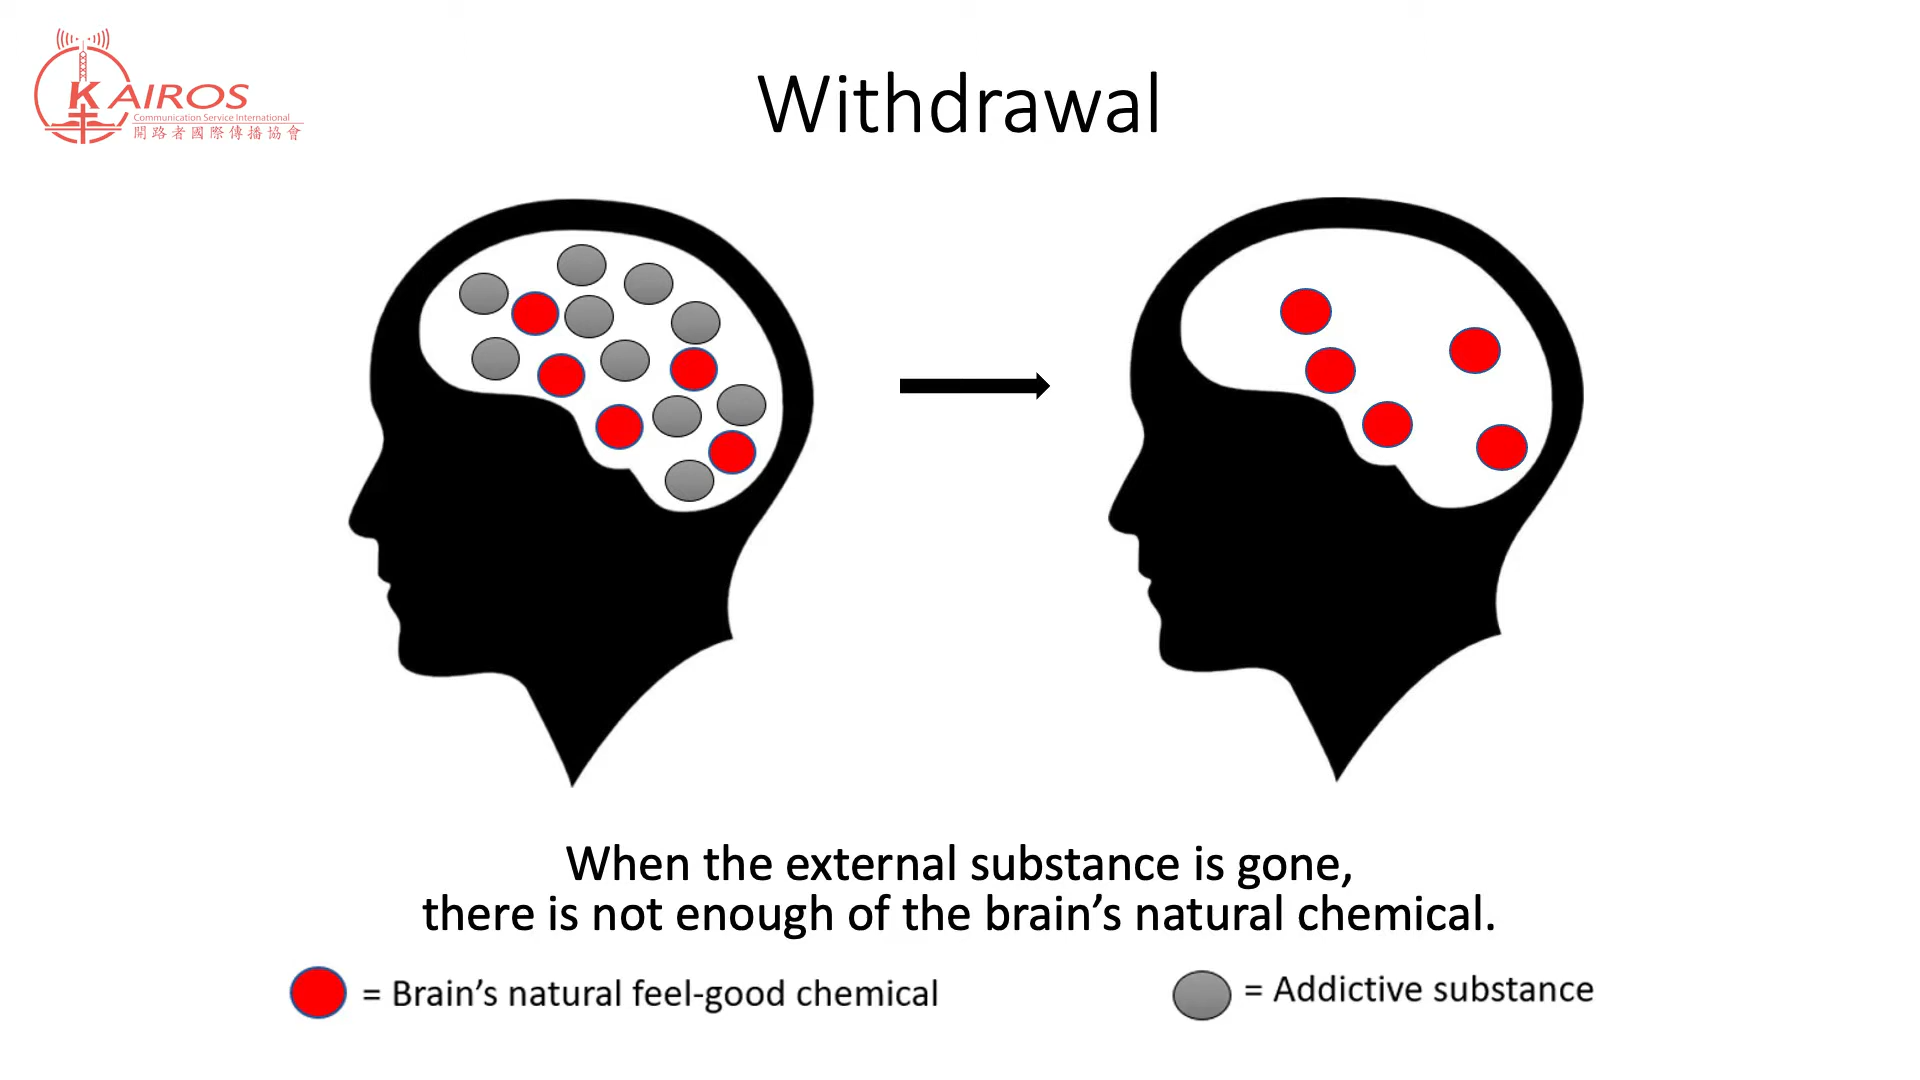 KAIROS
Communication Service International
開路者國際傳播協會
Withdrawal
When the external substance is gone,
there is not enough of the brain’s natural chemical.
= Brain’s natural feel-good chemical
= Addictive substance